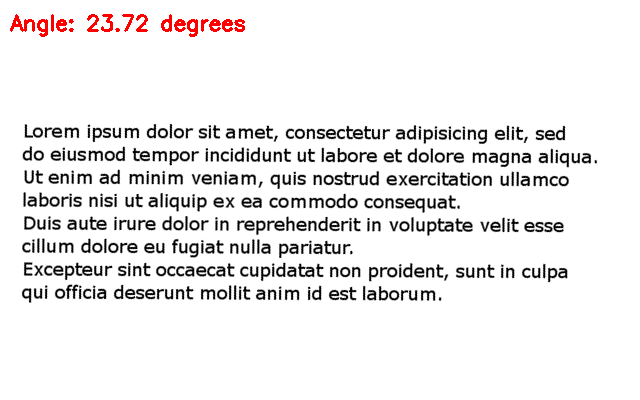 Angle: 23.72 degrees
Lorem ipsum dolor sit amet, consectetur adipisicing elit, sed
do eiusmod tempor incididunt ut labore et dolore magna aliqua.
Ut enim ad minim veniam, quis nostrud exercitation ullamco
laboris nisi ut aliquip ex ea commodo consequat.
Duis aute irure dolor in reprehenderit in voluptate velit esse
cillum dolore eu fugiat nulla pariatur.
Excepteur sint occaecat cupidatat non proident, sunt in culpa
qui officia deserunt mollit anim id est laborum.